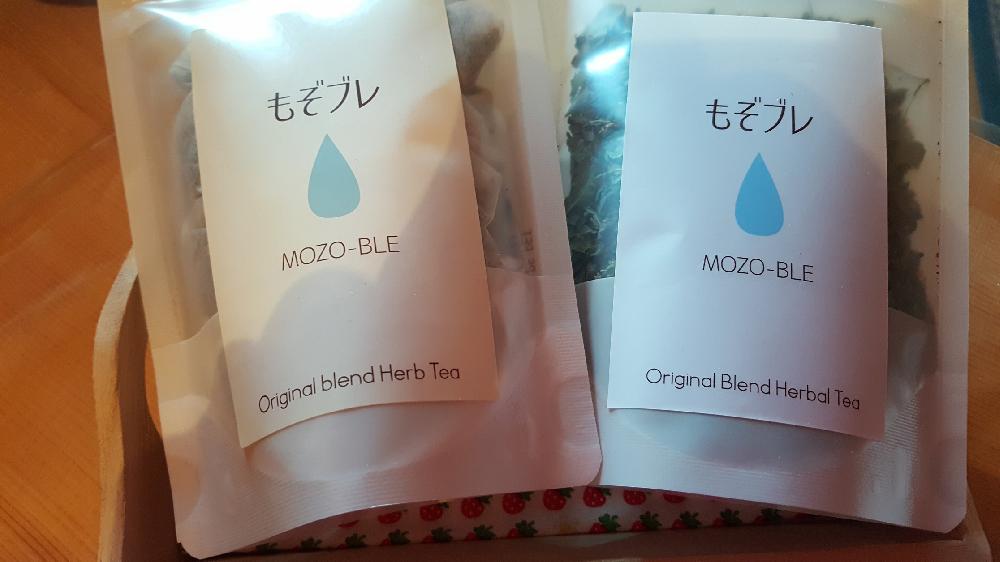 もぞブレ
MOZO-BLE
Original blend Herb Tea
もぞブレ
MOZO-BLE
Original Blend Herbal Tea